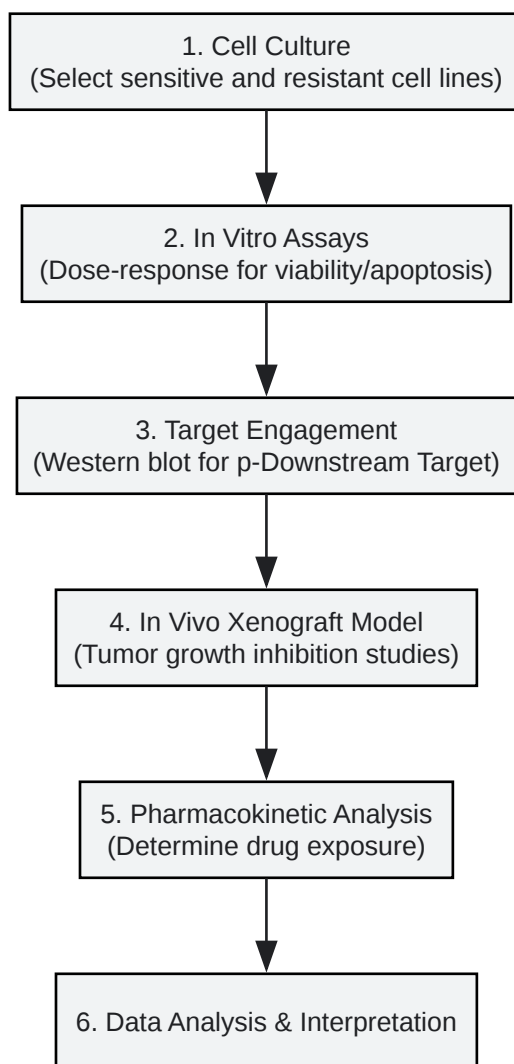 1. Cell Culture
(Select sensitive and resistant cell lines)
2. In Vitro Assays
(Dose-response for viability/apoptosis)
3. Target Engagement
(Western blot for p-Downstream Target)
4. In Vivo Xenograft Model
(Tumor growth inhibition studies)
5. Pharmacokinetic Analysis
(Determine drug exposure)
6. Data Analysis & Interpretation